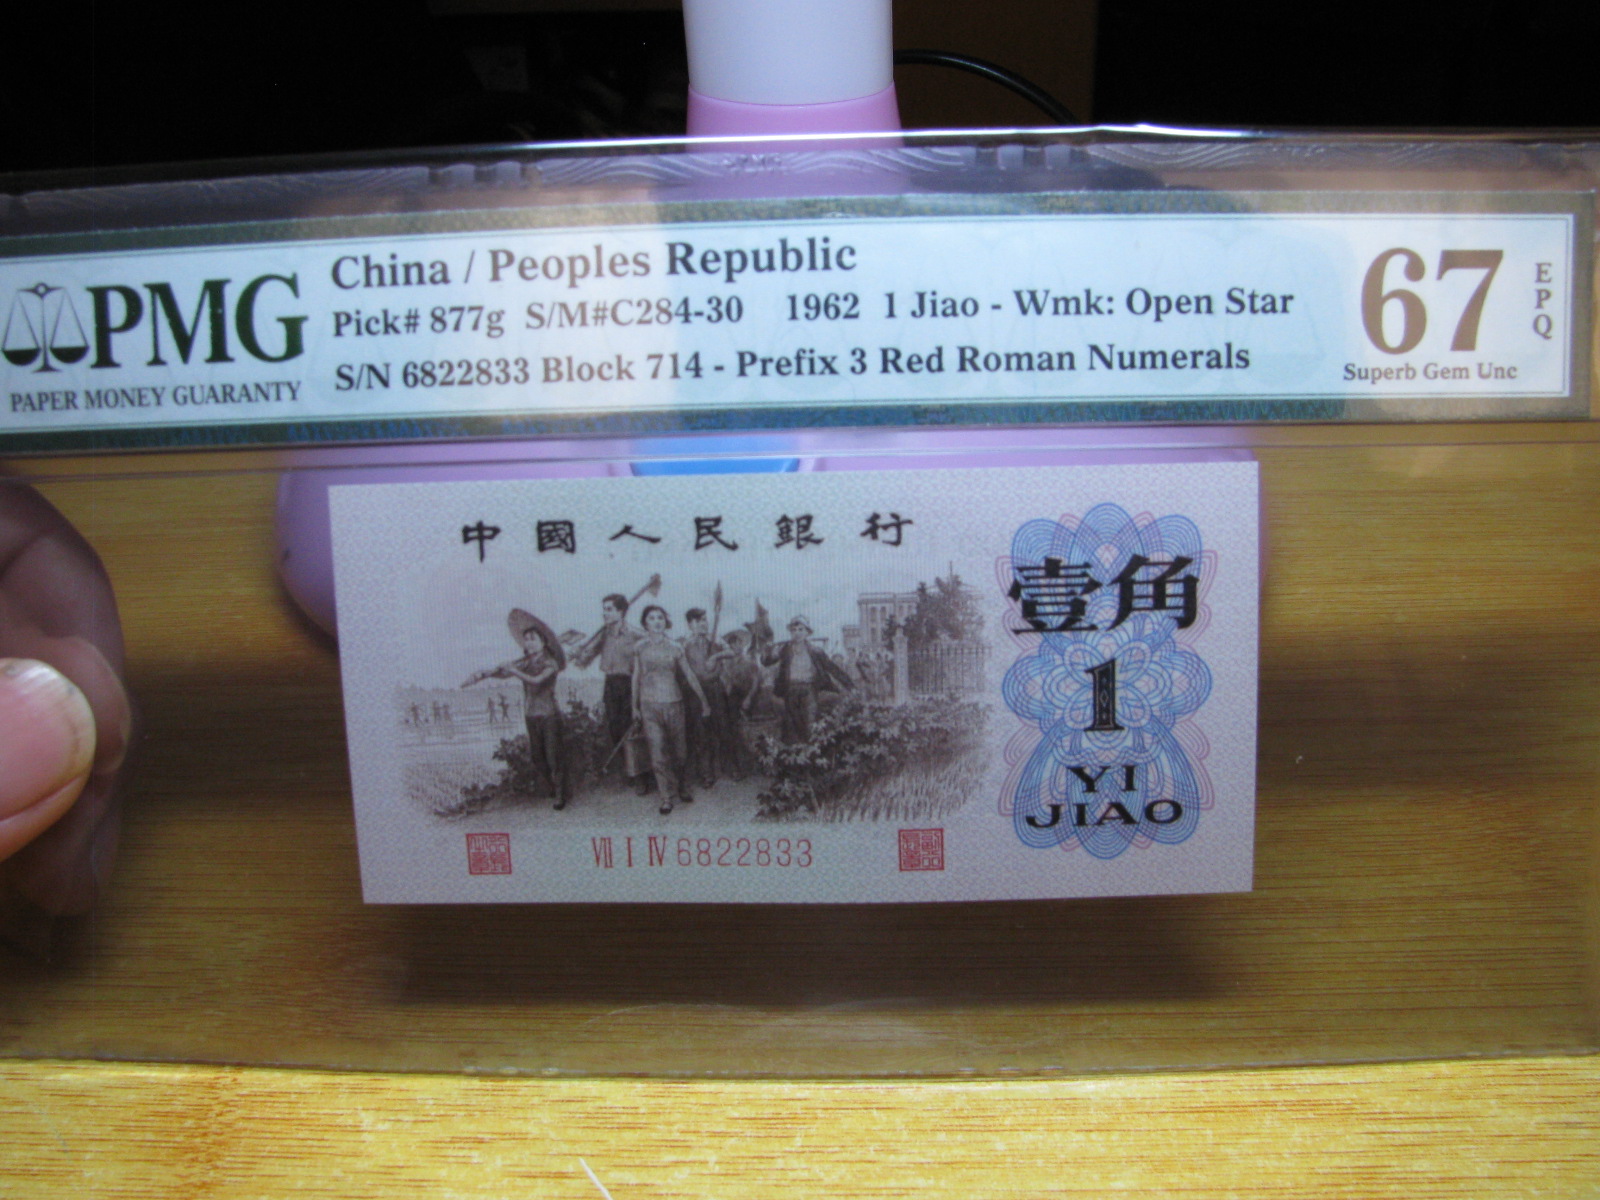 PMG
PAPER MONEY GUARANTY
China / Peoples Republic
Pick# 877g S/M#C284-30 1962 1 Jiao - Wmk: Open Star
S/N 6822833 Block 714 - Prefix 3 Red Roman Numerals
67
EPQ
Superb Gem Unc
中國人民銀行
壹角
1
YI
JIAO
VII I IV 6822833